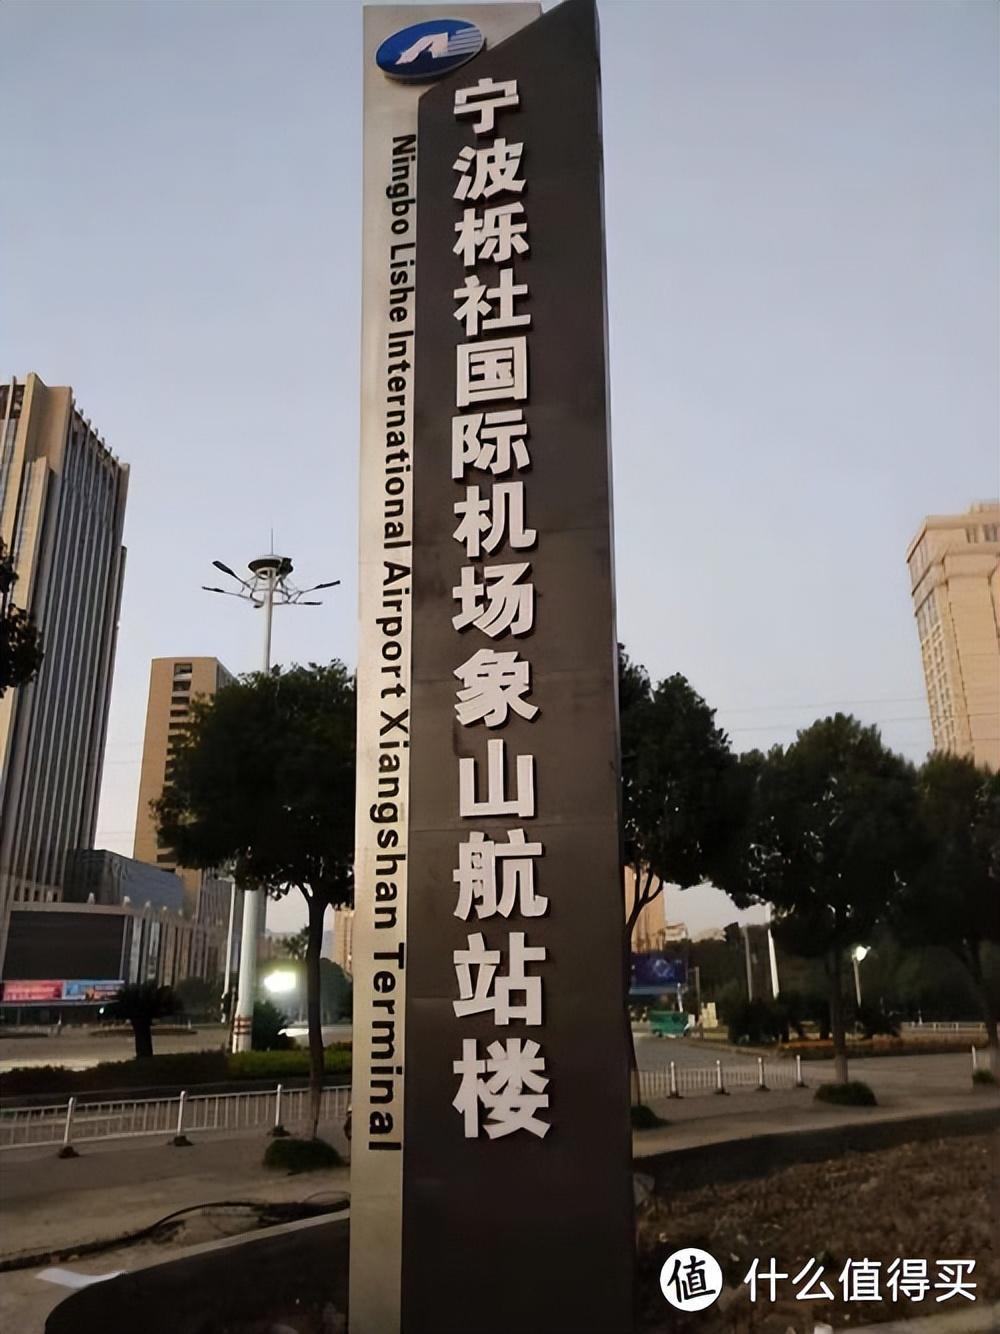 宁波栎社国际机场象山航站楼
Ningbo Lishe International Airport Xiangshan Terminal
值 什么值得买